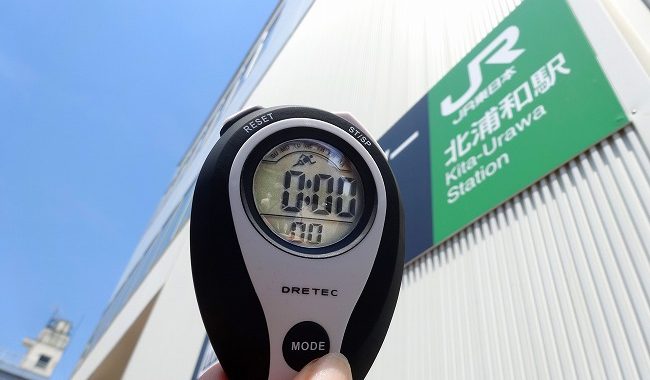 RESET
ST/SP
0:00
00
DRETEC
MODE
JR
JR東日本
北浦和駅
Kita-Urawa
Station